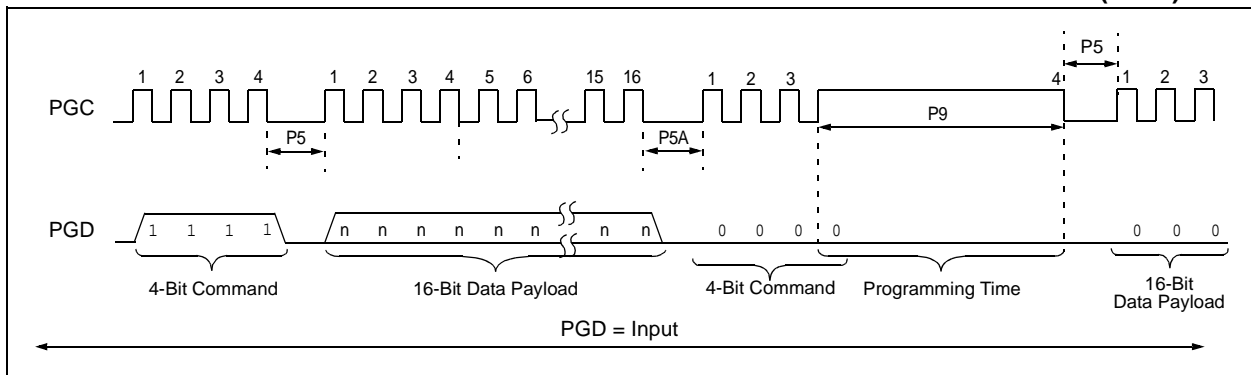 P5
1 2 3 4 1 2 3 4 5 6 15 16 1 2 3 4 1 2 3
PGC
P9
P5 P5A
PGD 1 1 1 1 n n n n n n n n 0 0 0 0 0 0 0
4-Bit Command 16-Bit Data Payload 4-Bit Command Programming Time 16-Bit
Data Payload
PGD = Input